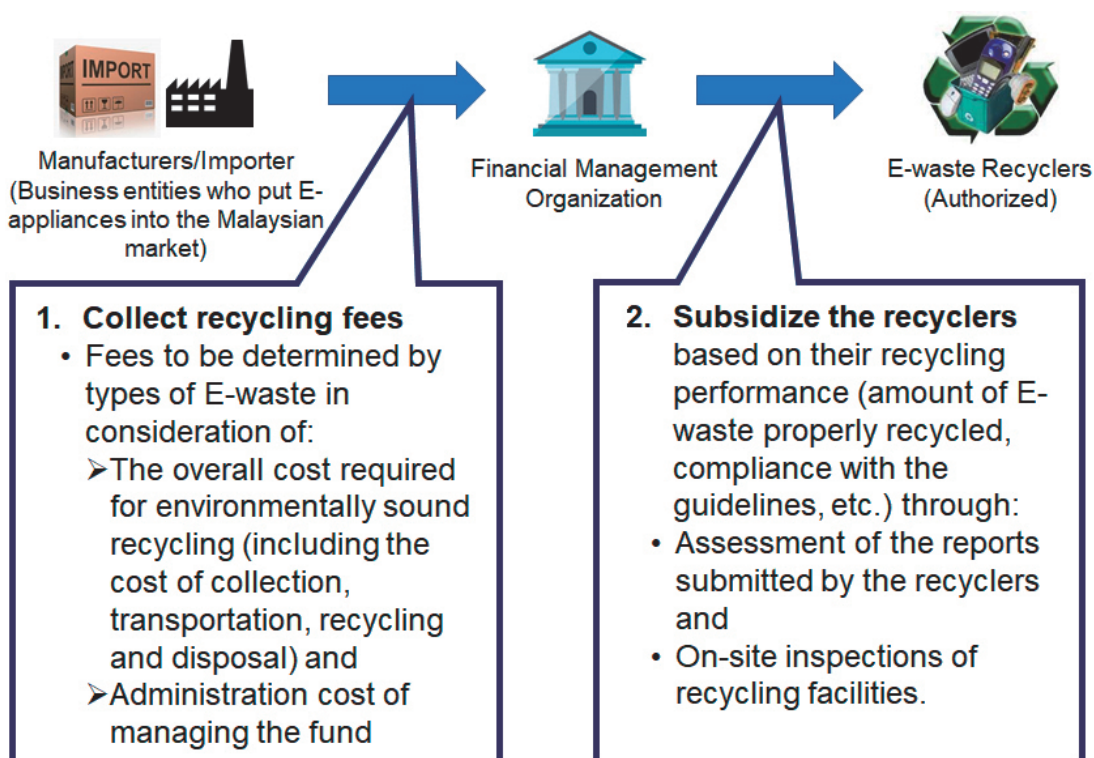 IMPORT
Manufacturers/Importer
(Business entities who put E-
appliances into the Malaysian
market)
Financial Management
Organization
E-waste Recyclers
(Authorized)
1. Collect recycling fees
• Fees to be determined by
types of E-waste in
consideration of:
➢The overall cost required
for environmentally sound
recycling (including the
cost of collection,
transportation, recycling
and disposal) and
➢Administration cost of
managing the fund
2. Subsidize the recyclers
based on their recycling
performance (amount of E-
waste properly recycled,
compliance with the
guidelines, etc.) through:
• Assessment of the reports
submitted by the recyclers
and
• On-site inspections of
recycling facilities.